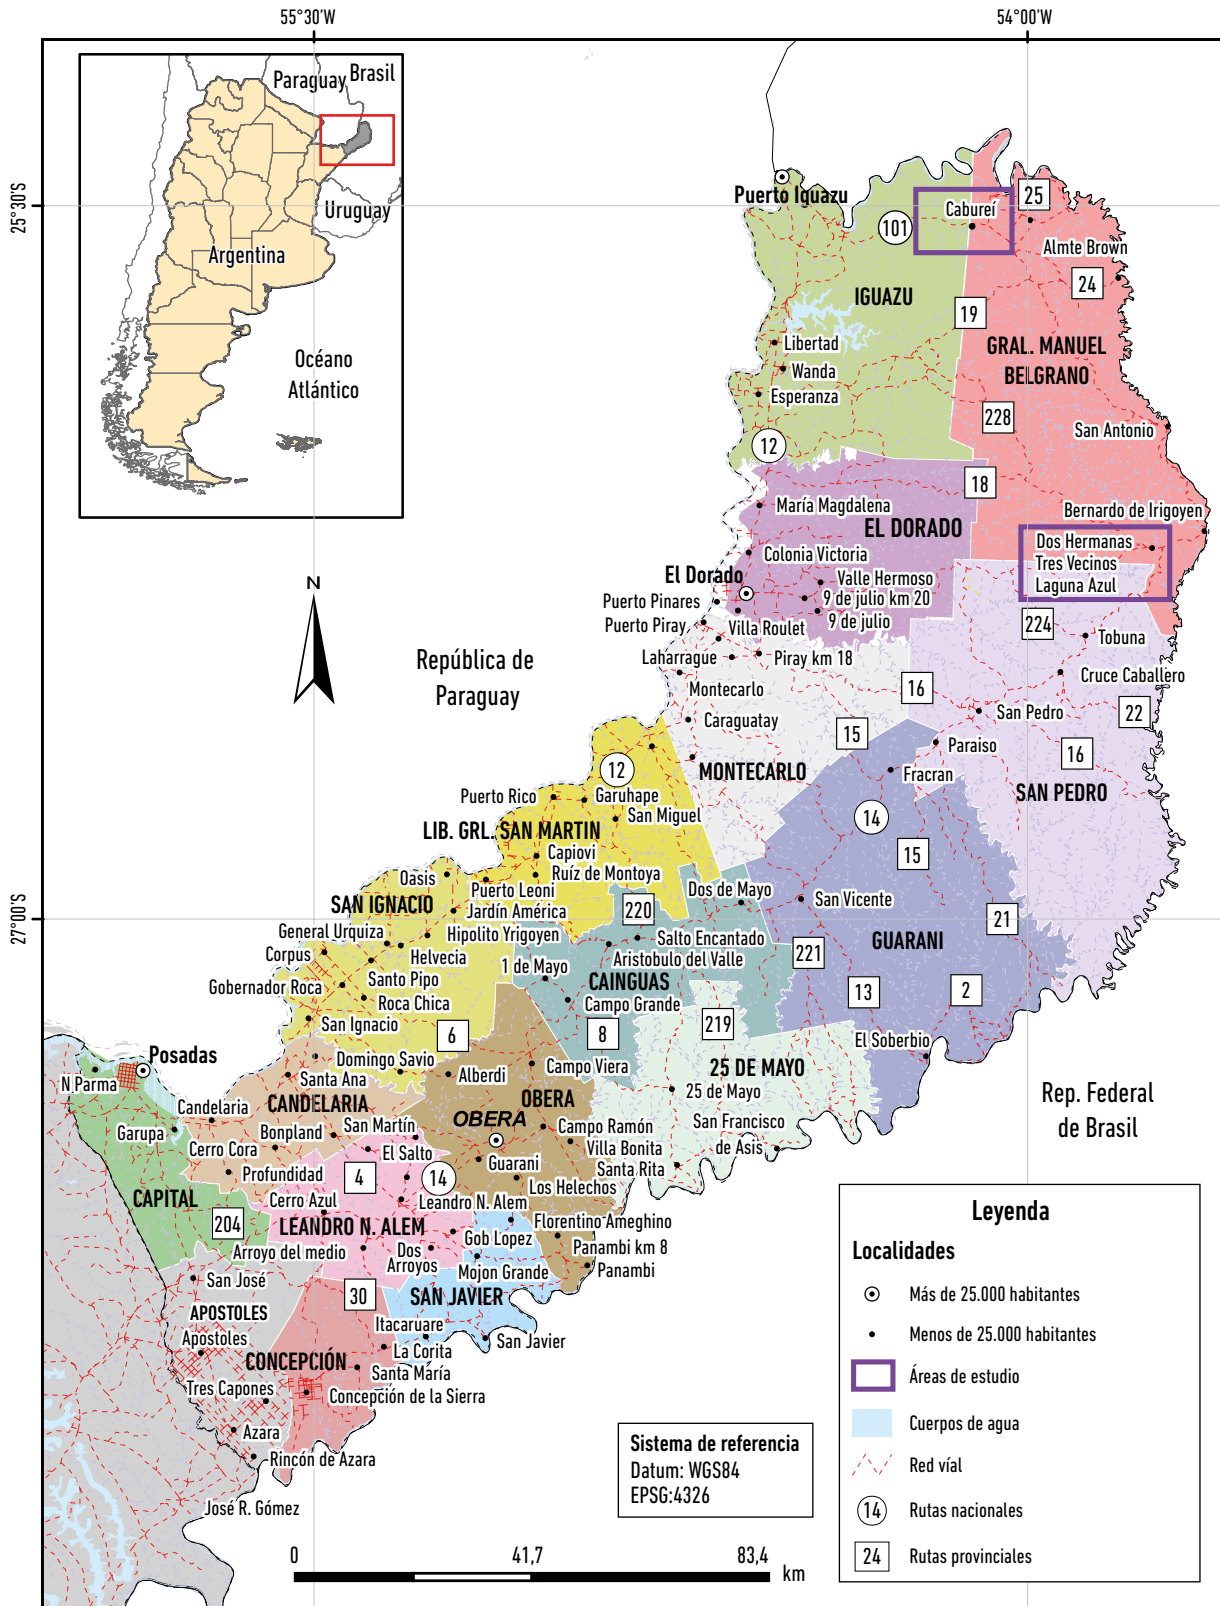 55°30'W
54°00'W
25°30'S
27°00'S
Paraguay
Brasil
Uruguay
Argentina
Océano
Atlántico
N
República de
Paraguay
Rep. Federal
de Brasil
Puerto Iguazu
101
Cabureí
25
Almte Brown
24
IGUAZU
19
GRAL. MANUEL
BELGRANO
Libertad
Wanda
Esperanza
228
San Antonio
12
18
María Magdalena
EL DORADO
Bernardo de Irigoyen
Dos Hermanas
Tres Vecinos
Laguna Azul
Colonia Victoria
El Dorado
Valle Hermoso
9 de julio km 20
9 de julio
Puerto Pinares
Puerto Piray
Villa Roulet
224
Tobuna
Laharrague
Piray km 18
Cruce Caballero
Montecarlo
16
San Pedro
22
Caraguatay
15
Paraiso
16
12
MONTECARLO
Fracran
SAN PEDRO
Puerto Rico
Garuhape
San Miguel
14
LIB. GRL. SAN MARTIN
15
Capiovi
Oasis
Ruíz de Montoya
Puerto Leoni
Dos de Mayo
San Vicente
SAN IGNACIO
Jardín América
220
21
General Urquiza
Hipolito Yrigoyen
Salto Encantado
GUARANI
Corpus
Helvecia
Aristobulo del Valle
221
1 de Mayo
Santo Pipo
CAINGUAS
Gobernador Roca
Roca Chica
Campo Grande
13
2
San Ignacio
6
8
219
El Soberbio
Posadas
Domingo Savio
Campo Viera
25 DE MAYO
N Parma
Santa Ana
Alberdi
OBERA
25 de Mayo
CANDELARIA
Candelaria
OBERA
San Francisco
de Asis
Garupa
Bonpland
San Martín
Campo Ramón
Cerro Cora
El Salto
Villa Bonita
Guarani
Santa Rita
Profundidad
4
14
Los Helechos
CAPITAL
Cerro Azul
Leandro N. Alem
204
LEANDRO N. ALEM
Florentino Ameghino
Gob Lopez
Panambi km 8
Arroyo del medio
Dos
Arroyos
Mojon Grande
Panambi
San José
30
SAN JAVIER
APOSTOLES
Itacaruare
San Javier
Apostoles
La Corita
CONCEPCIÓN
Santa María
Tres Capones
Concepción de la Sierra
Azara
Rincón de Azara
José R. Gómez
Sistema de referencia
Datum: WGS84
EPSG:4326
0
41,7
83,4
km
Leyenda
Localidades
Más de 25.000 habitantes
Menos de 25.000 habitantes
Áreas de estudio
Cuerpos de agua
Red víal
14
Rutas nacionales
24
Rutas provinciales